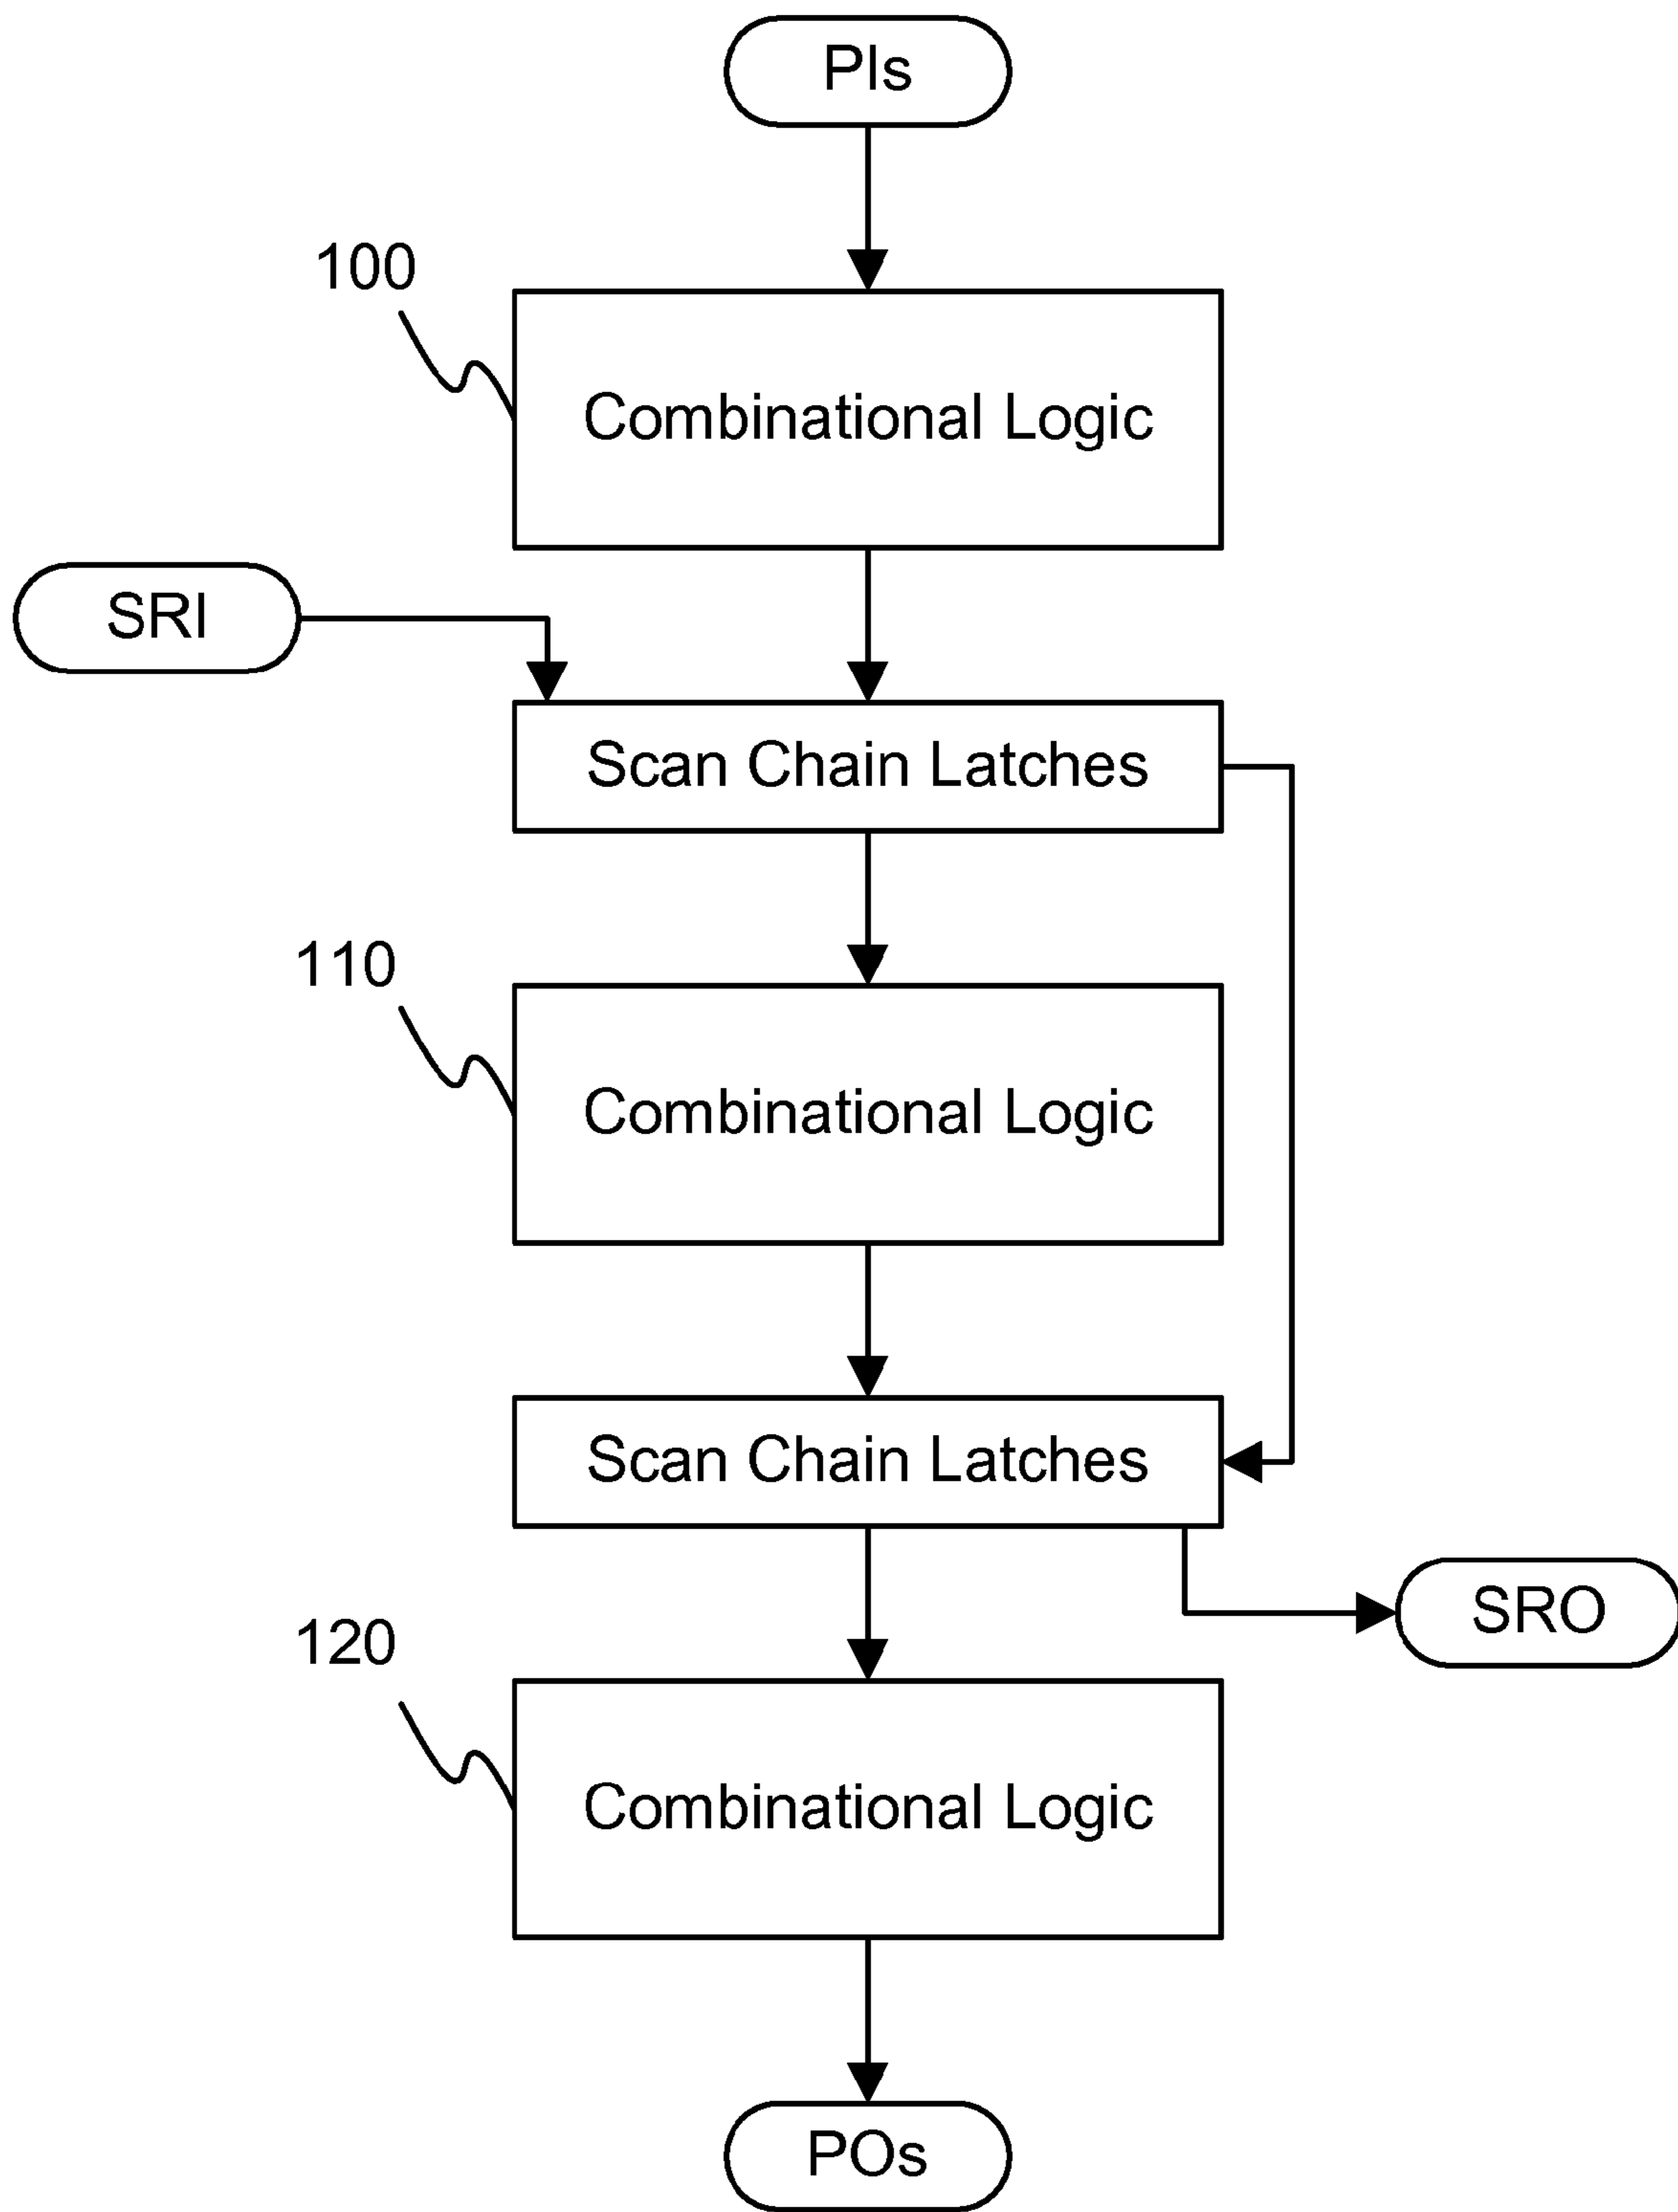 PIs
100
Combinational Logic
SRI
Scan Chain Latches
110
Combinational Logic
Scan Chain Latches
SRO
120
Combinational Logic
POs